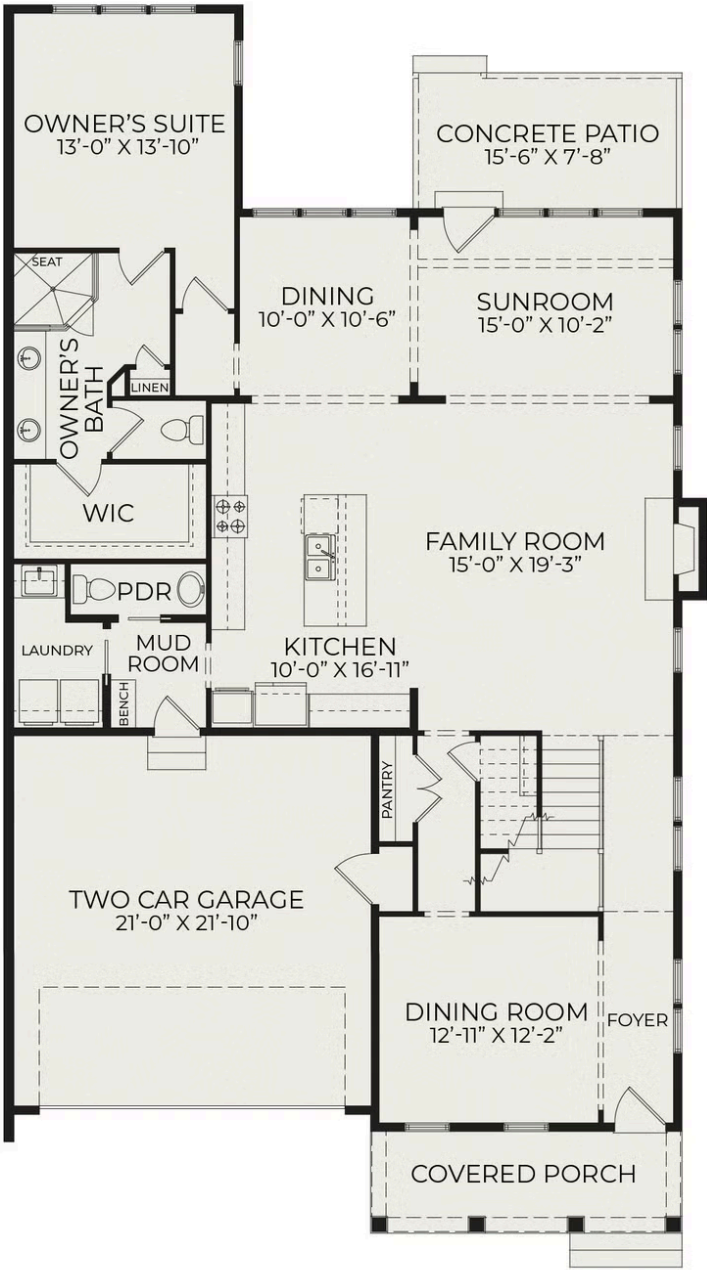 OWNER'S SUITE
13'-0" X 13'-10"
CONCRETE PATIO
15'-6" X 7'-8"
SEAT
DINING
10'-0" X 10'-6"
SUNROOM
15'-0" X 10'-2"
OWNER'S
BATH
LINEN
WIC
FAMILY ROOM
15'-0" X 19'-3"
PDR
LAUNDRY
MUD
ROOM
KITCHEN
10'-0" X 16'-11"
BENCH
PANTRY
TWO CAR GARAGE
21'-0" X 21'-10"
DINING ROOM
12'-11" X 12'-2"
FOYER
COVERED PORCH